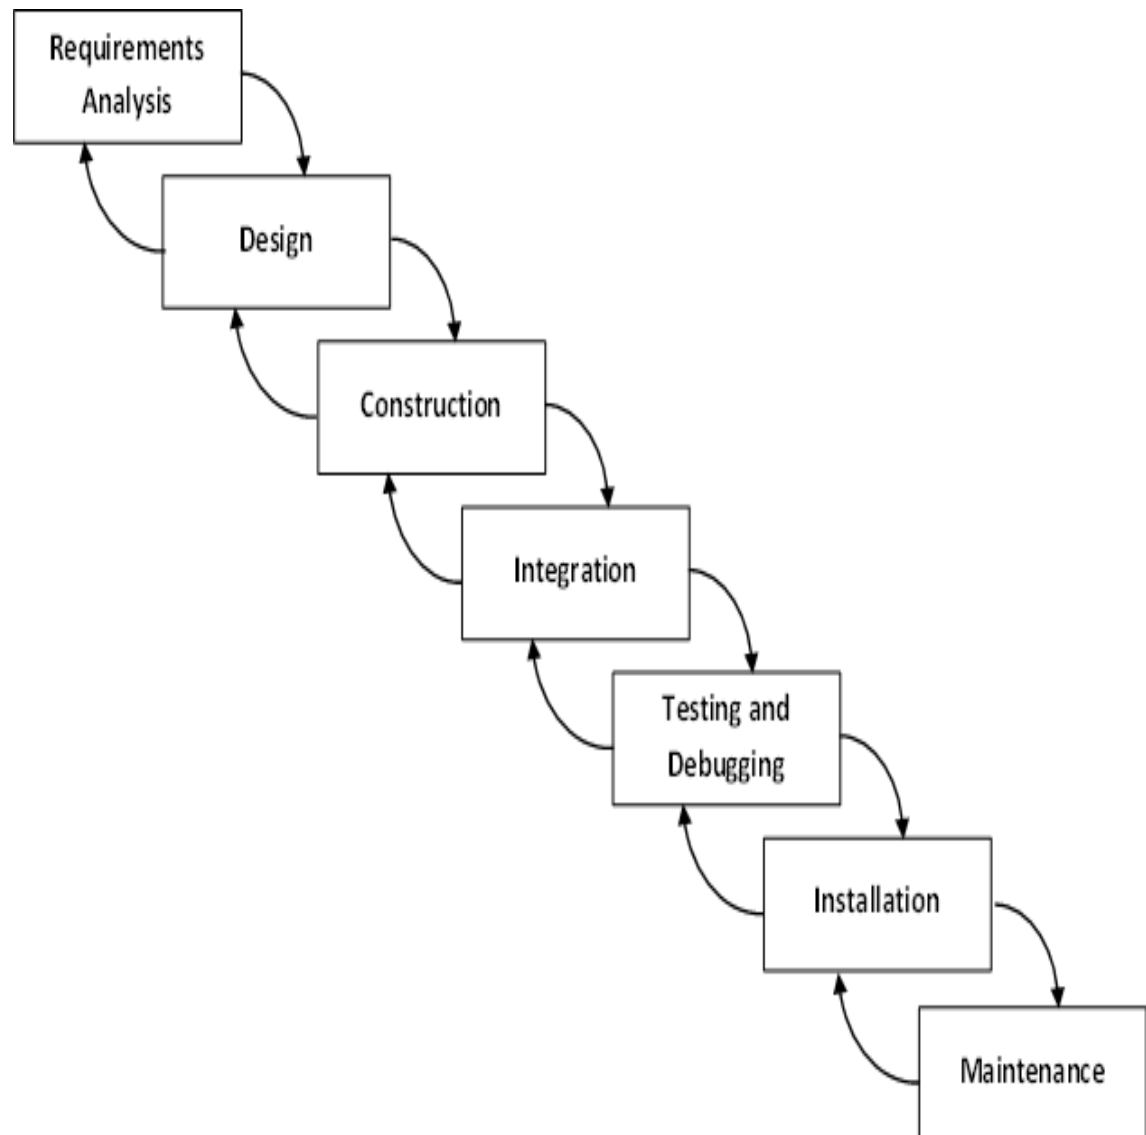 Requirements
Analysis
Design
Construction
Integration
Testing and
Debugging
Installation
Maintenance